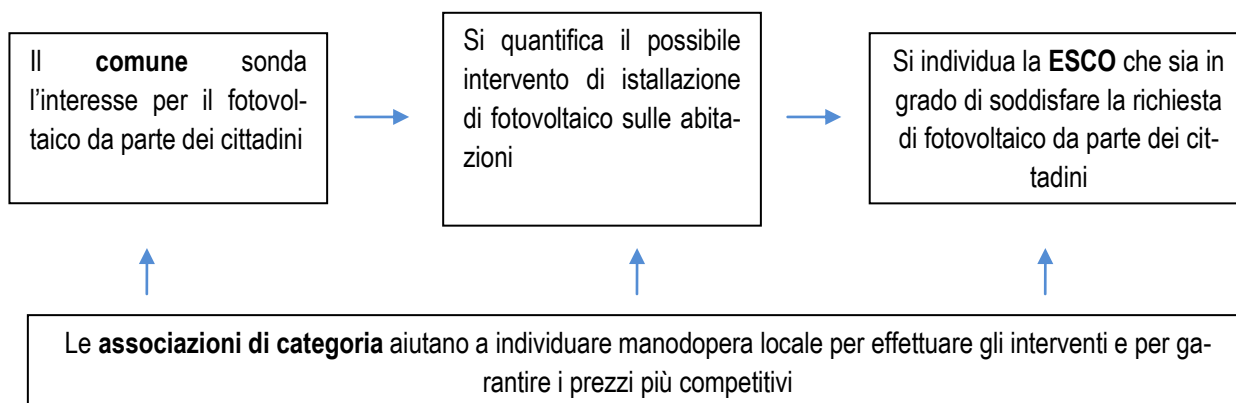 Il comune sonda
l'interesse per il fotovol-
taico da parte dei cittadini
Si quantifica il possibile
intervento di istallazione
di fotovoltaico sulle abita-
zioni
Si individua la ESCO che sia in
grado di soddisfare la richiesta
di fotovoltaico da parte dei cit-
tadini
Le associazioni di categoria aiutano a individuare manodopera locale per effettuare gli interventi e per ga-
rantire i prezzi più competitivi